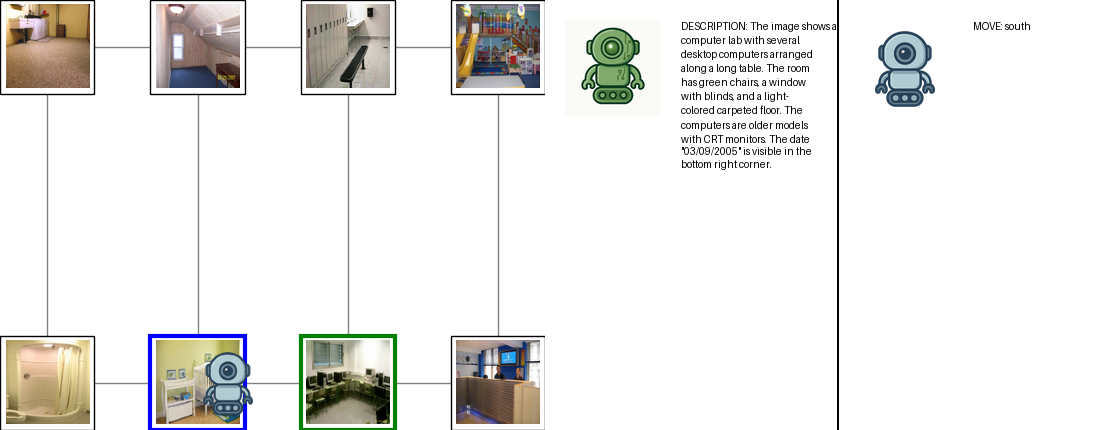 DESCRIPTION: The image shows a
computer lab with several
desktop computers arranged
along a long table. The room
has green chairs, a window
with blinds, and a light-
colored carpeted floor. The
computers are older models
with CRT monitors. The date
"03/09/2005" is visible in the
bottom right corner.
MOVE: south